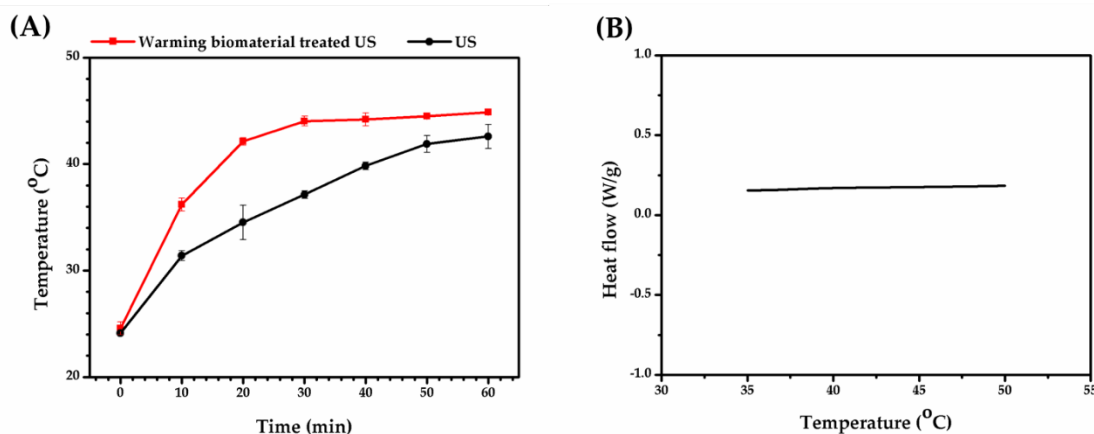 (A)
Warming biomaterial treated US
US
50
40
30
20
Temperature (°C)
0 10 20 30 40 50 60
Time (min)
(B)
1.0
0.5
0.0
-0.5
-1.0
Heat flow (W/g)
30 35 40 45 50 55
Temperature (°C)